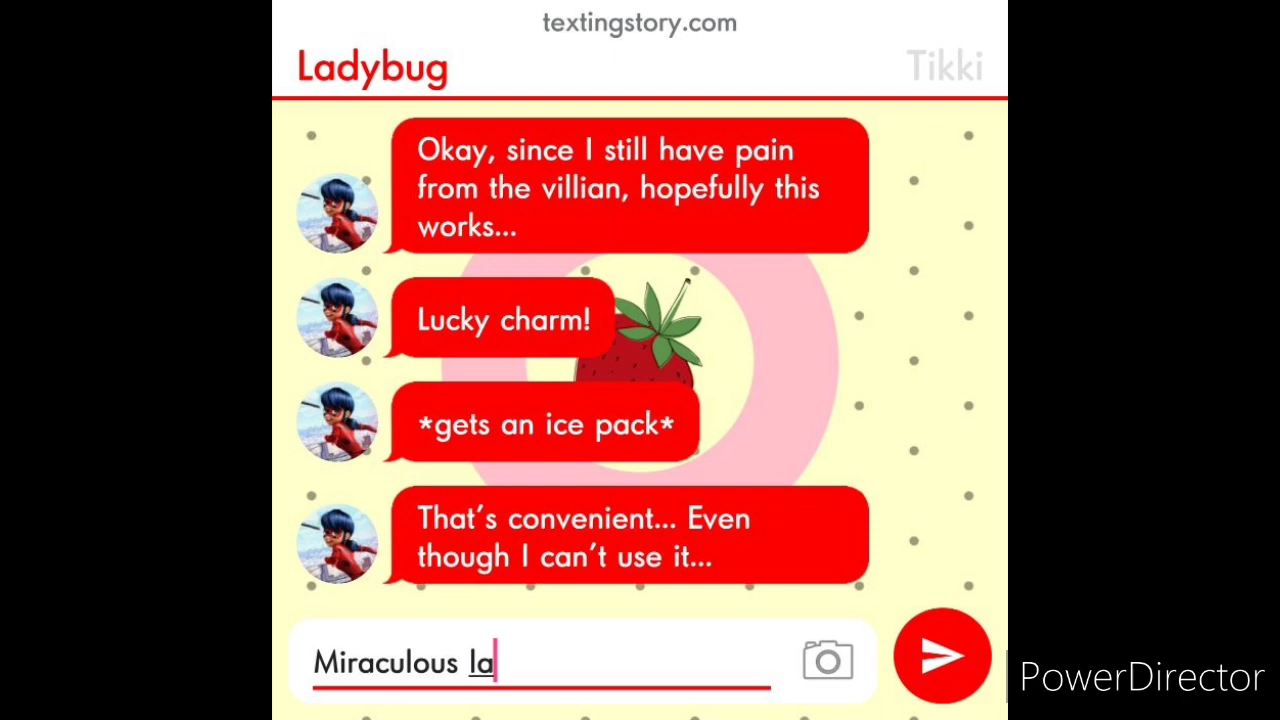 textingstory.com
Ladybug
Tikki
Okay, since I still have pain
from the villian, hopefully this
works...
Lucky charm!
*gets an ice pack*
That's convenient... Even
though I can't use it...
Miraculous la
PowerDirector